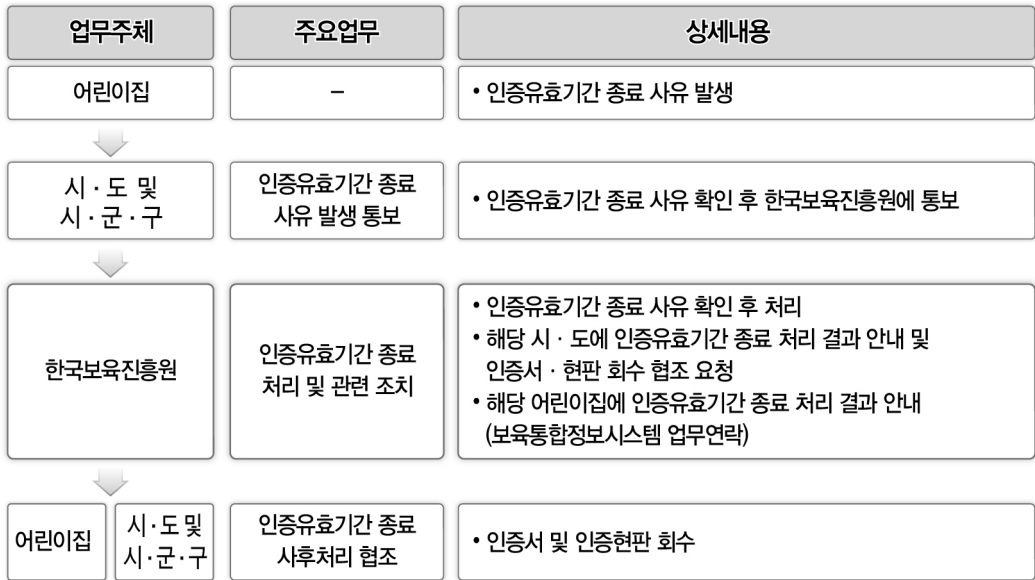 업무주체 주요업무 상세내용
어린이집 – • 인증유효기간 종료 사유 발생
시 · 도 및
시 · 군 · 구
인증유효기간 종료
사유 발생 통보
• 인증유효기간 종료 사유 확인 후 한국보육진흥원에 통보
한국보육진흥원
인증유효기간 종료
처리 및 관련 조치
• 인증유효기간 종료 사유 확인 후 처리
• 해당 시 · 도에 인증유효기간 종료 처리 결과 안내 및
인증서 · 현판 회수 협조 요청
• 해당 어린이집에 인증유효기간 종료 처리 결과 안내
(보육통합정보시스템 업무연락)
어린이집
시 · 도 및
시 · 군 · 구
인증유효기간 종료
사후처리 협조
• 인증서 및 인증현판 회수